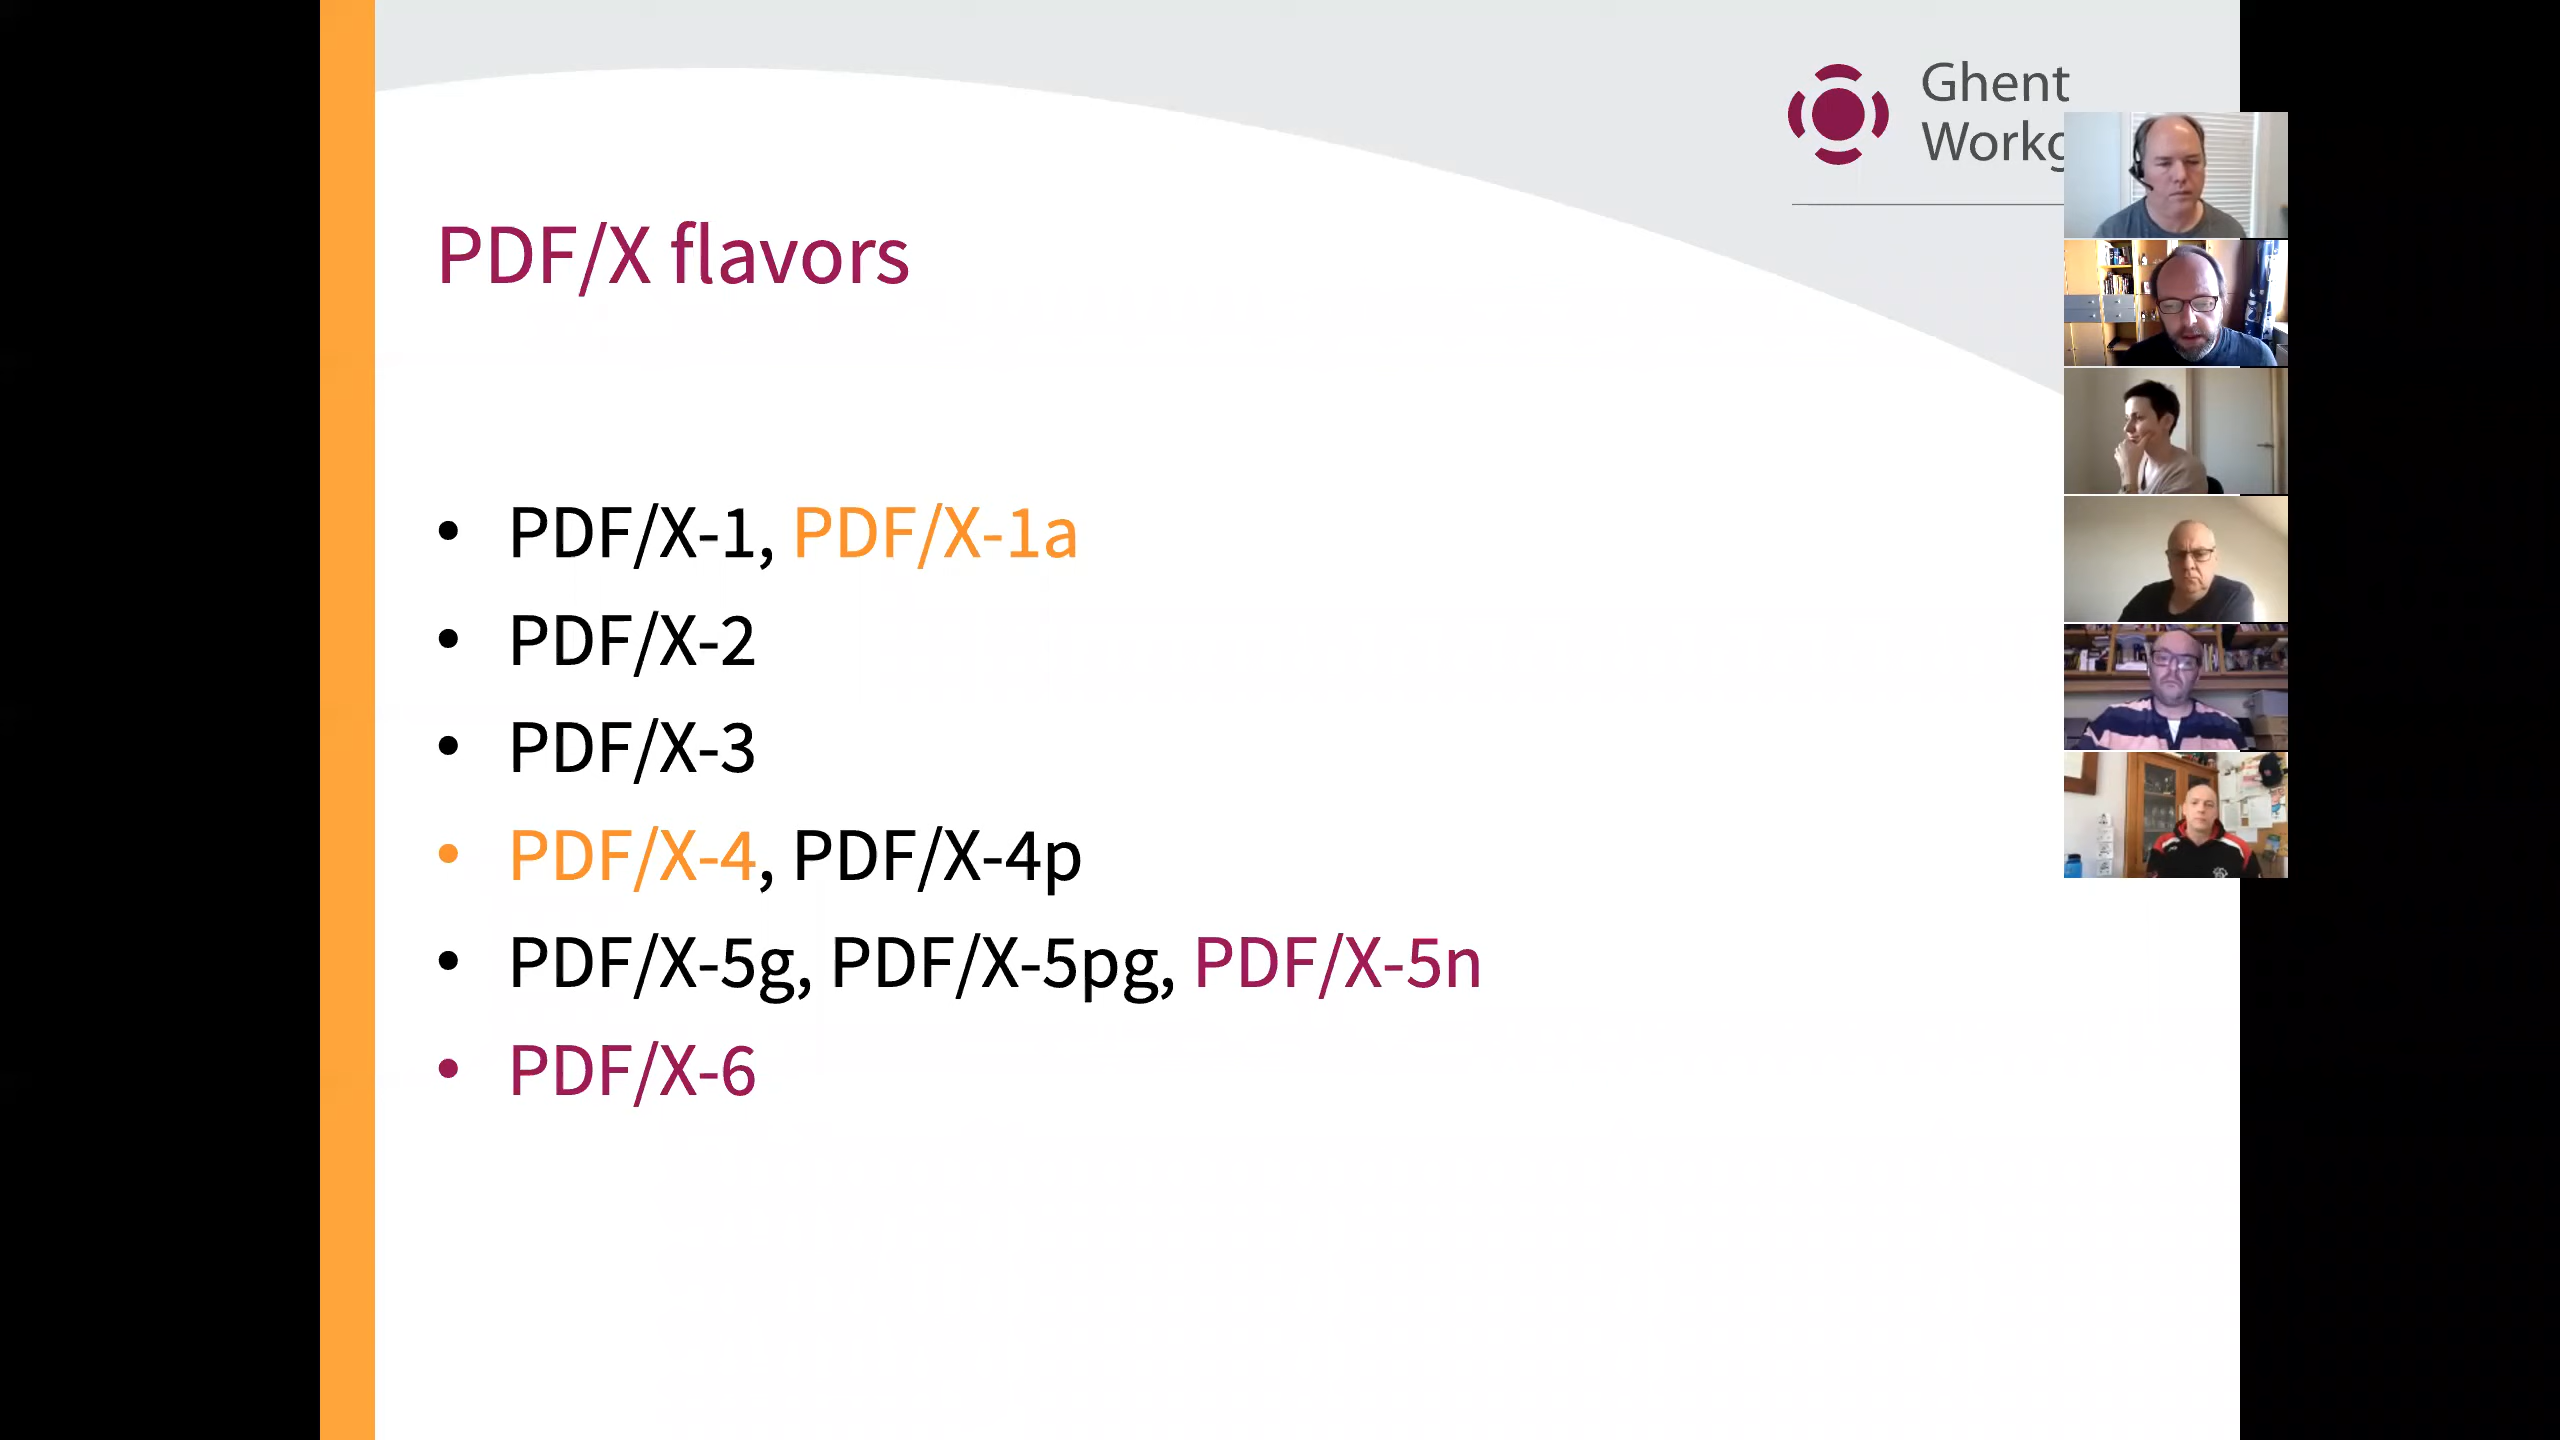 Ghent
PDF/X flavors
• PDF/X-1, PDF/X-1a
• PDF/X-2
• PDF/X-3
• PDF/X-4, PDF/X-4p
• PDF/X-5g, PDF/X-5pg, PDF/X-5n
• PDF/X-6